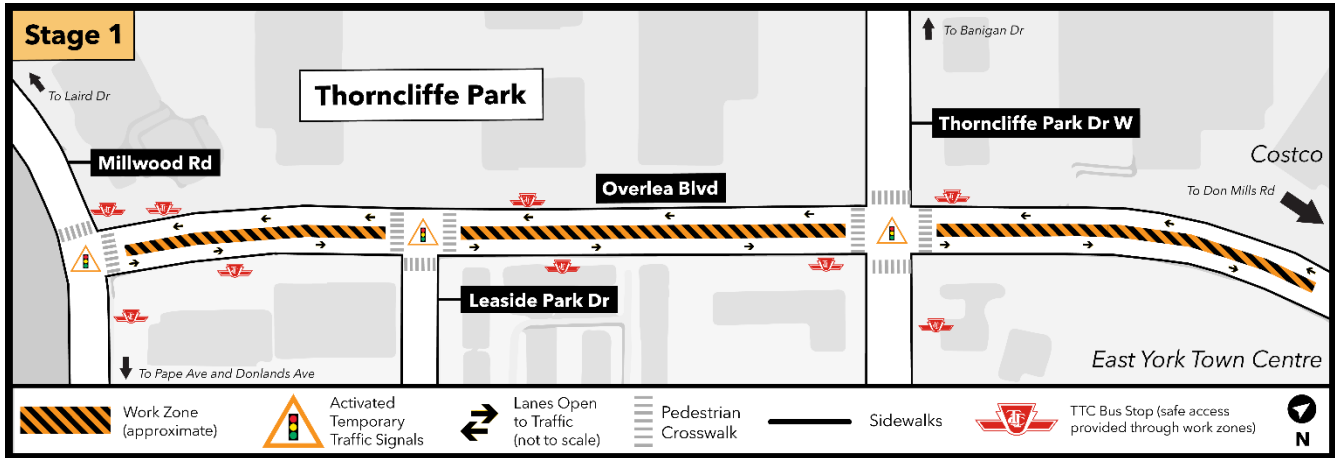 Stage 1
To Laird Dr
Thorncliffe Park
To Banigan Dr
Thorncliffe Park Dr W
Millwood Rd
Costco
Overlea Blvd
To Don Mills Rd
Leaside Park Dr
East York Town Centre
To Pape Ave and Donlands Ave
Work Zone
(approximate)
Activated
Temporary
Traffic Signals
Lanes Open
to Traffic
(not to scale)
Pedestrian
Crosswalk
Sidewalks
TTC Bus Stop (safe access
provided through work zones)
N